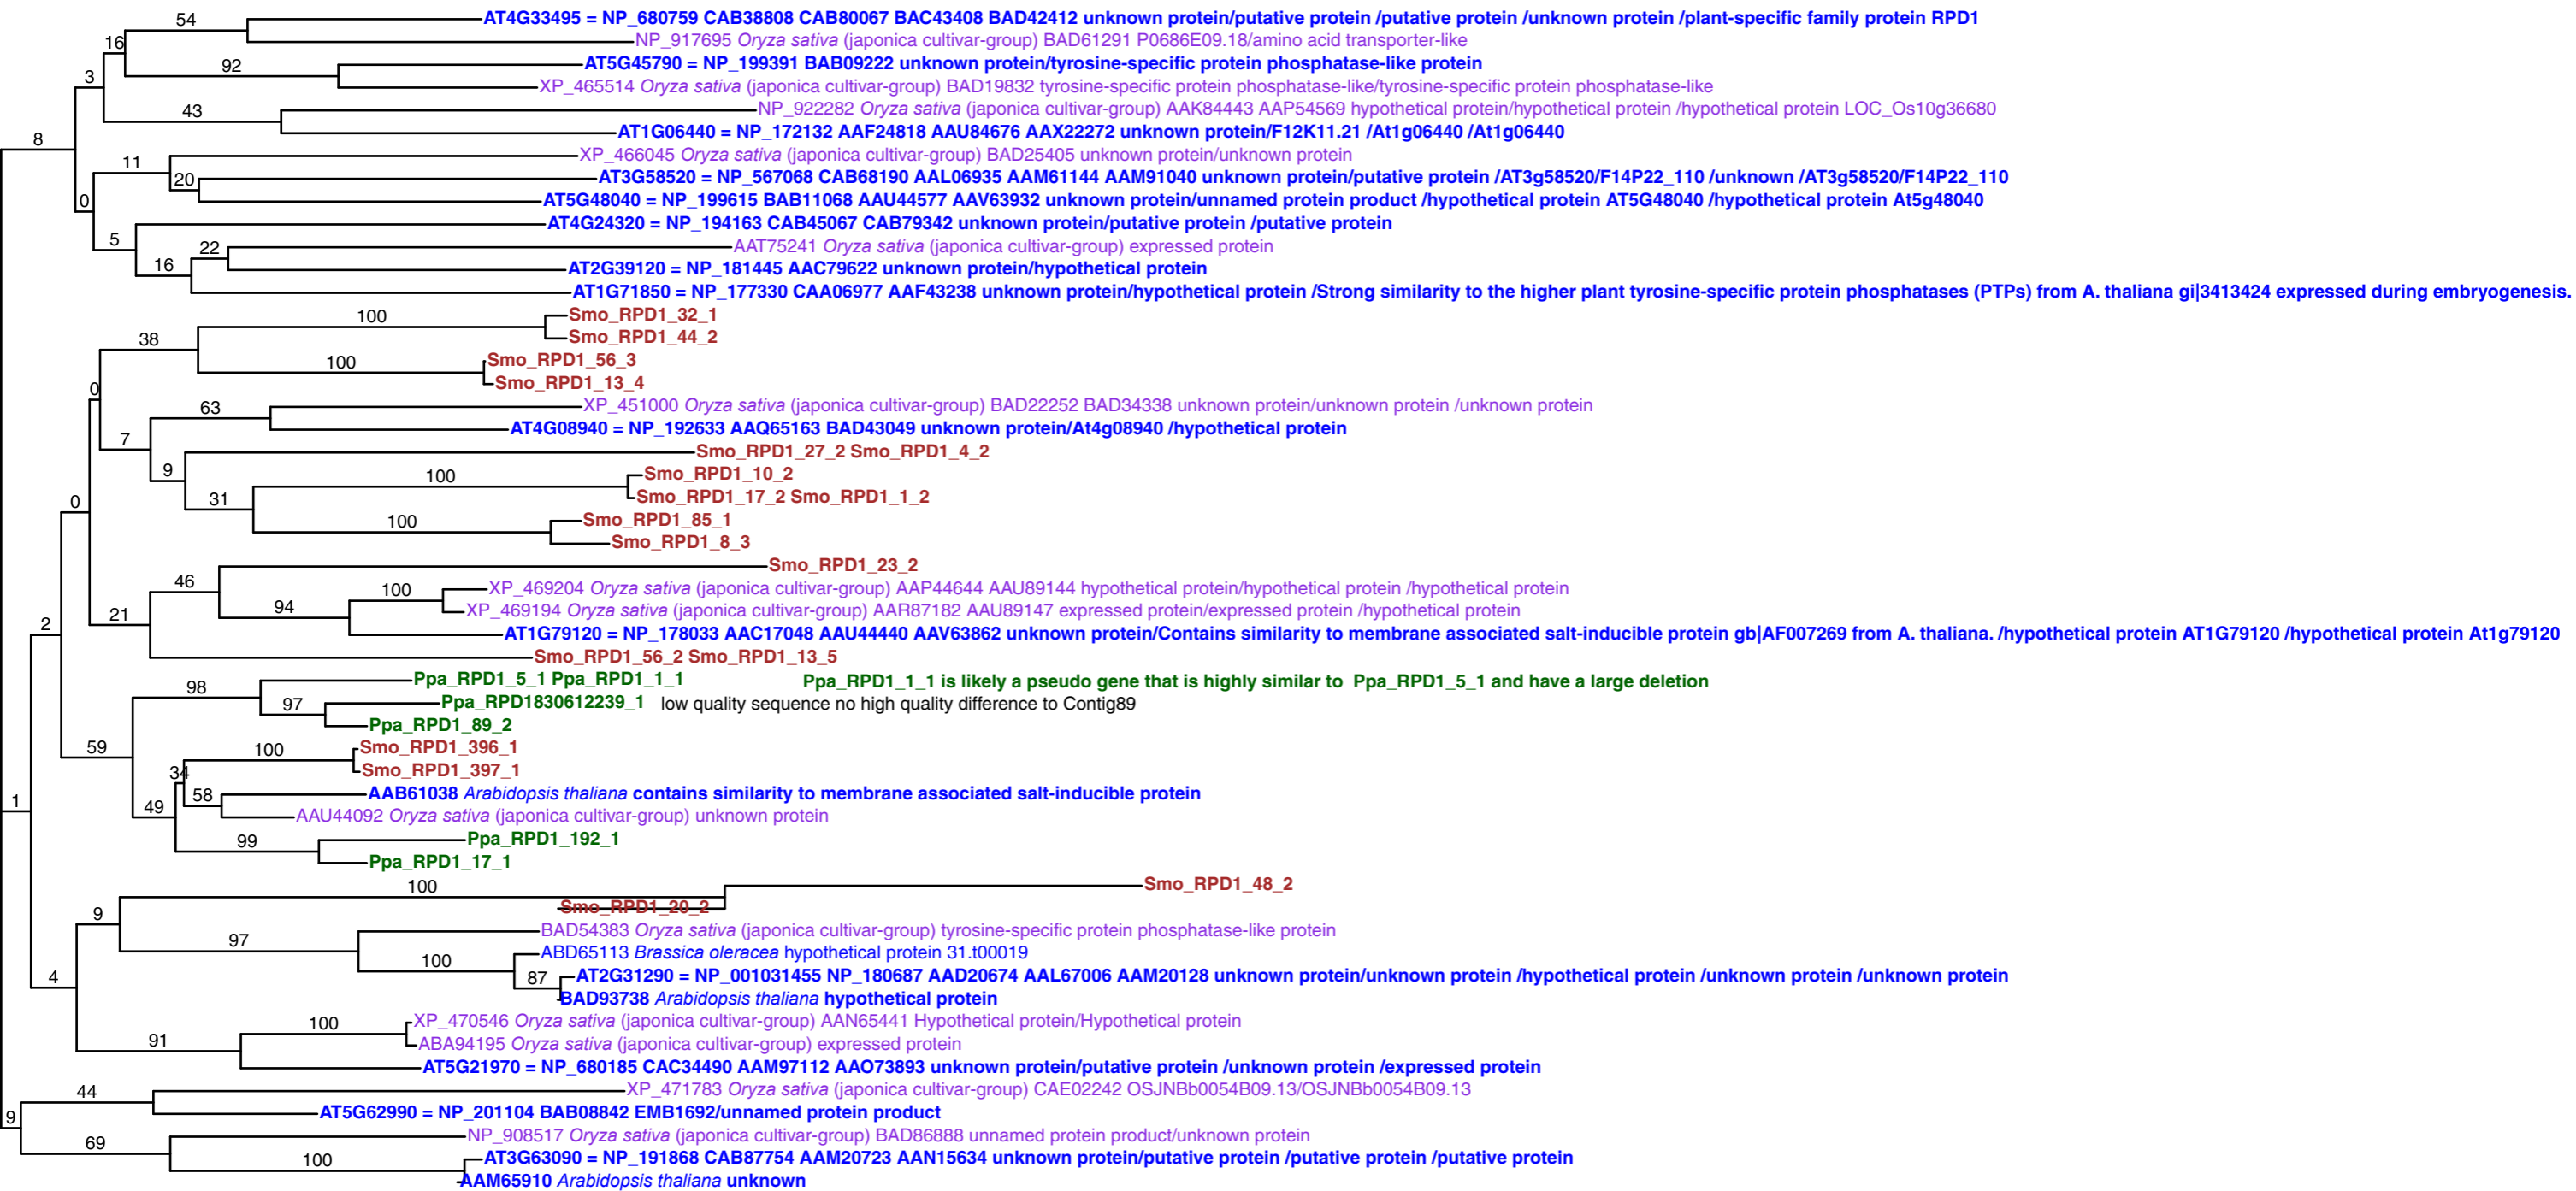 54
AT4G33495 = NP_680759 CAB38808 CAB80067 BAC43408 BAD42412 unknown protein/putative protein /putative protein /unknown protein /plant-specific family protein RPD1
16
NP_917695 Oryza sativa (japonica cultivar-group) BAD61291 P0686E09.18/amino acid transporter-like
92
AT5G45790 = NP_199391 BAB09222 unknown protein/tyrosine-specific protein phosphatase-like protein
3
XP_465514 Oryza sativa (japonica cultivar-group) BAD19832 tyrosine-specific protein phosphatase-like/tyrosine-specific protein phosphatase-like
43
NP_922282 Oryza sativa (japonica cultivar-group) AAK84443 AAP54569 hypothetical protein/hypothetical protein /hypothetical protein LOC_Os10g36680
AT1G06440 = NP_172132 AAF24818 AAU84676 AAX22272 unknown protein/F12K11.21 /At1g06440 /At1g06440
8
11
XP_466045 Oryza sativa (japonica cultivar-group) BAD25405 unknown protein/unknown protein
20
AT3G58520 = NP_567068 CAB68190 AAL06935 AAM61144 AAM91040 unknown protein/putative protein /AT3g58520/F14P22_110 /unknown /AT3g58520/F14P22_110
0
AT5G48040 = NP_199615 BAB11068 AAU44577 AAV63932 unknown protein/unnamed protein product /hypothetical protein AT5G48040 /hypothetical protein At5g48040
AT4G24320 = NP_194163 CAB45067 CAB79342 unknown protein/putative protein /putative protein
5
22
AAT75241 Oryza sativa (japonica cultivar-group) expressed protein
16
AT2G39120 = NP_181445 AAC79622 unknown protein/hypothetical protein
AT1G71850 = NP_177330 CAA06977 AAF43238 unknown protein/hypothetical protein /Strong similarity to the higher plant tyrosine-specific protein phosphatases (PTPs) from A. thaliana gi|3413424 expressed during embryogenesis.
100
Smo_RPD1_32_1
38
Smo_RPD1_44_2
100
Smo_RPD1_56_3
Smo_RPD1_13_4
0
63
XP_451000 Oryza sativa (japonica cultivar-group) BAD22252 BAD34338 unknown protein/unknown protein /unknown protein
7
AT4G08940 = NP_192633 AAQ65163 BAD43049 unknown protein/At4g08940 /hypothetical protein
Smo_RPD1_27_2 Smo_RPD1_4_2
9
100
Smo_RPD1_10_2
31
Smo_RPD1_17_2 Smo_RPD1_1_2
0
100
Smo_RPD1_85_1
Smo_RPD1_8_3
Smo_RPD1_23_2
46
100
XP_469204 Oryza sativa (japonica cultivar-group) AAP44644 AAU89144 hypothetical protein/hypothetical protein /hypothetical protein
94
XP_469194 Oryza sativa (japonica cultivar-group) AAR87182 AAU89147 expressed protein/expressed protein /hypothetical protein
2
21
AT1G79120 = NP_178033 AAC17048 AAU44440 AAV63862 unknown protein/Contains similarity to membrane associated salt-inducible protein gb|AF007269 from A. thaliana. /hypothetical protein AT1G79120 /hypothetical protein At1g79120
Smo_RPD1_56_2 Smo_RPD1_13_5
98
Ppa_RPD1_5_1 Ppa_RPD1_1_1 Ppa_RPD1_1_1 is likely a pseudo gene that is highly similar to Ppa_RPD1_5_1 and have a large deletion
97
Ppa_RPD1830612239_1 low quality sequence no high quality difference to Contig89
Ppa_RPD1_89_2
59
100
Smo_RPD1_396_1
34
Smo_RPD1_397_1
58
AAB61038 Arabidopsis thaliana contains similarity to membrane associated salt-inducible protein
1
49
AAU44092 Oryza sativa (japonica cultivar-group) unknown protein
99
Ppa_RPD1_192_1
Ppa_RPD1_17_1
100
Smo_RPD1_48_2
9
Smo_RPD1_20_2
97
BAD54383 Oryza sativa (japonica cultivar-group) tyrosine-specific protein phosphatase-like protein
100
ABD65113 Brassica oleracea hypothetical protein 31.t00019
4
87
AT2G31290 = NP_001031455 NP_180687 AAD20674 AAL67006 AAM20128 unknown protein/unknown protein /hypothetical protein /unknown protein /unknown protein
BAD93738 Arabidopsis thaliana hypothetical protein
100
XP_470546 Oryza sativa (japonica cultivar-group) AAN65441 Hypothetical protein/Hypothetical protein
91
ABA94195 Oryza sativa (japonica cultivar-group) expressed protein
AT5G21970 = NP_680185 CAC34490 AAM97112 AAO73893 unknown protein/putative protein /unknown protein /expressed protein
44
XP_471783 Oryza sativa (japonica cultivar-group) CAE02242 OSJNBb0054B09.13/OSJNBb0054B09.13
9
AT5G62990 = NP_201104 BAB08842 EMB1692/unnamed protein product
69
NP_908517 Oryza sativa (japonica cultivar-group) BAD86888 unnamed protein product/unknown protein
100
AT3G63090 = NP_191868 CAB87754 AAM20723 AAN15634 unknown protein/putative protein /putative protein /putative protein
AAM65910 Arabidopsis thaliana unknown